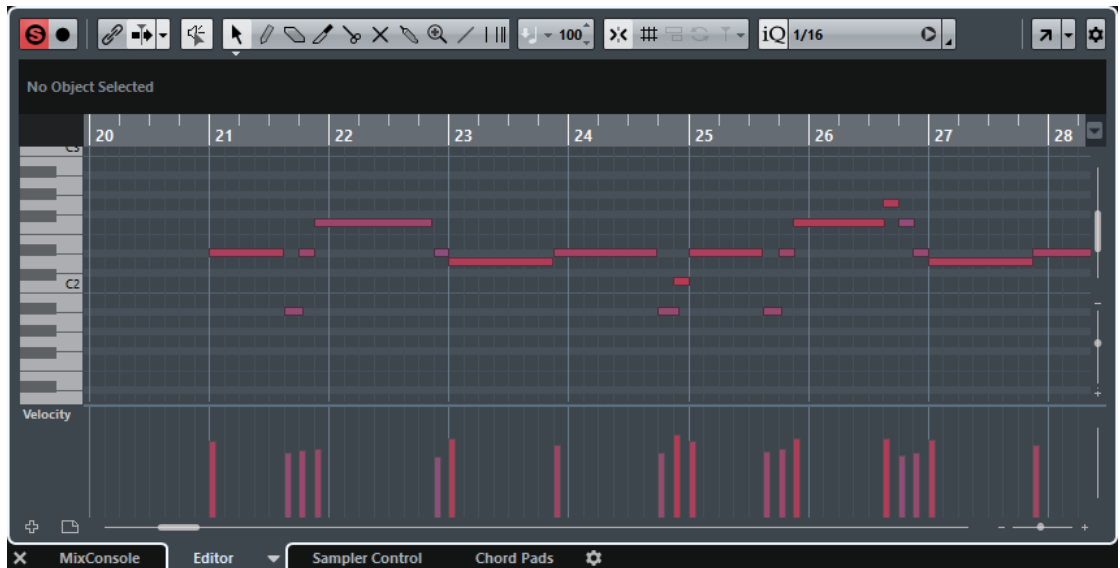 S 100 iQ 1/16
No Object Selected
20 21 22 23 24 25 26 27 28
C3
C2
Velocity
MixConsole Editor Sampler Control Chord Pads